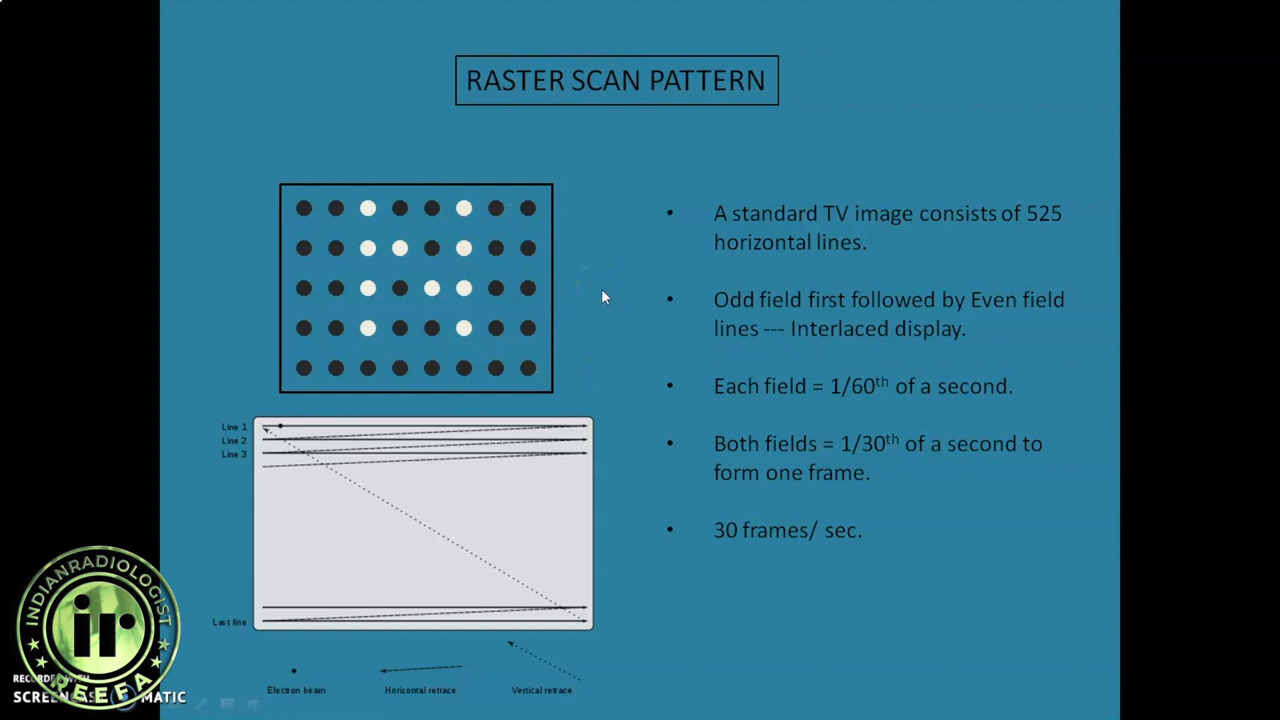 RASTER SCAN PATTERN
• A standard TV image consists of 525
horizontal lines.
• Odd field first followed by Even field
lines --- Interlaced display.
• Each field = 1/60th of a second.
• Both fields = 1/30th of a second to
form one frame.
• 30 frames/ sec.
Line 1
Line 2
Line 3
Last line
Electron beam
Horizontal retrace
Vertical retrace
INDIANRADIOLOGIST
ir
REEFA
RECORDED WITH
SCREENCAST MATIC